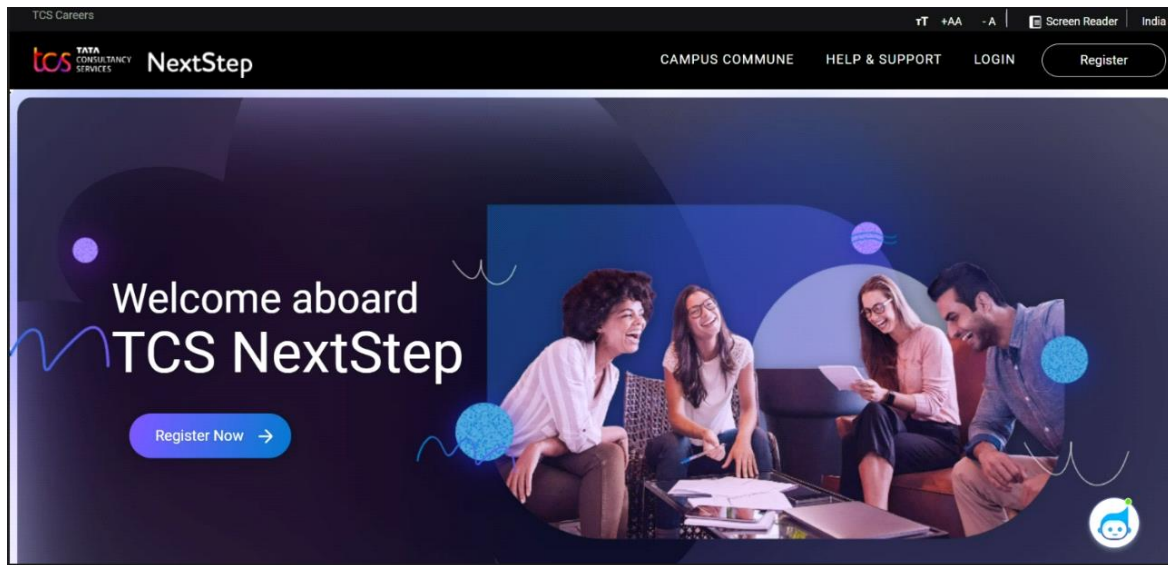 TCS Careers
тT +AA - A Screen Reader India
tcs TATA CONSULTANCY SERVICES NextStep
CAMPUS COMMUNE HELP & SUPPORT LOGIN Register
Welcome aboard
TCS NextStep
Register Now →